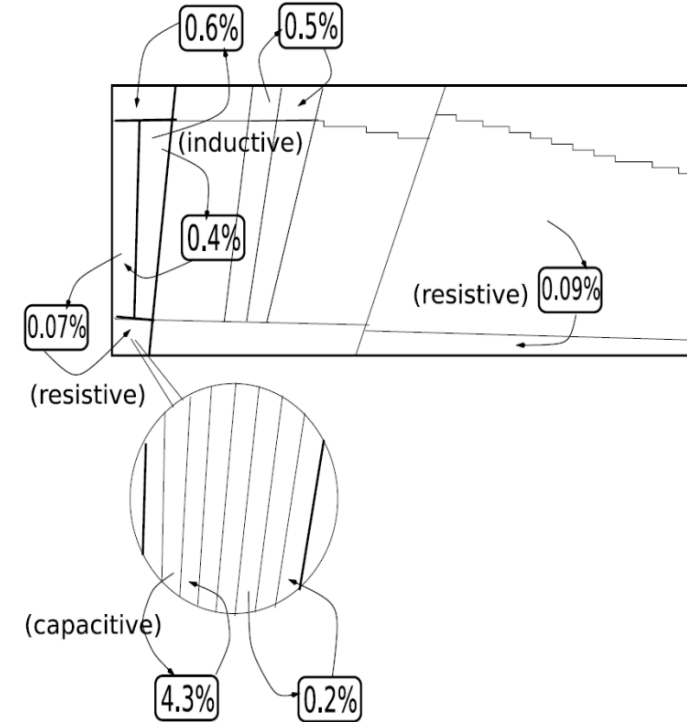 0.6%
0.5%
(inductive)
0.4%
(resistive)
0.09%
0.07%
(resistive)
(capacitive)
4.3%
0.2%